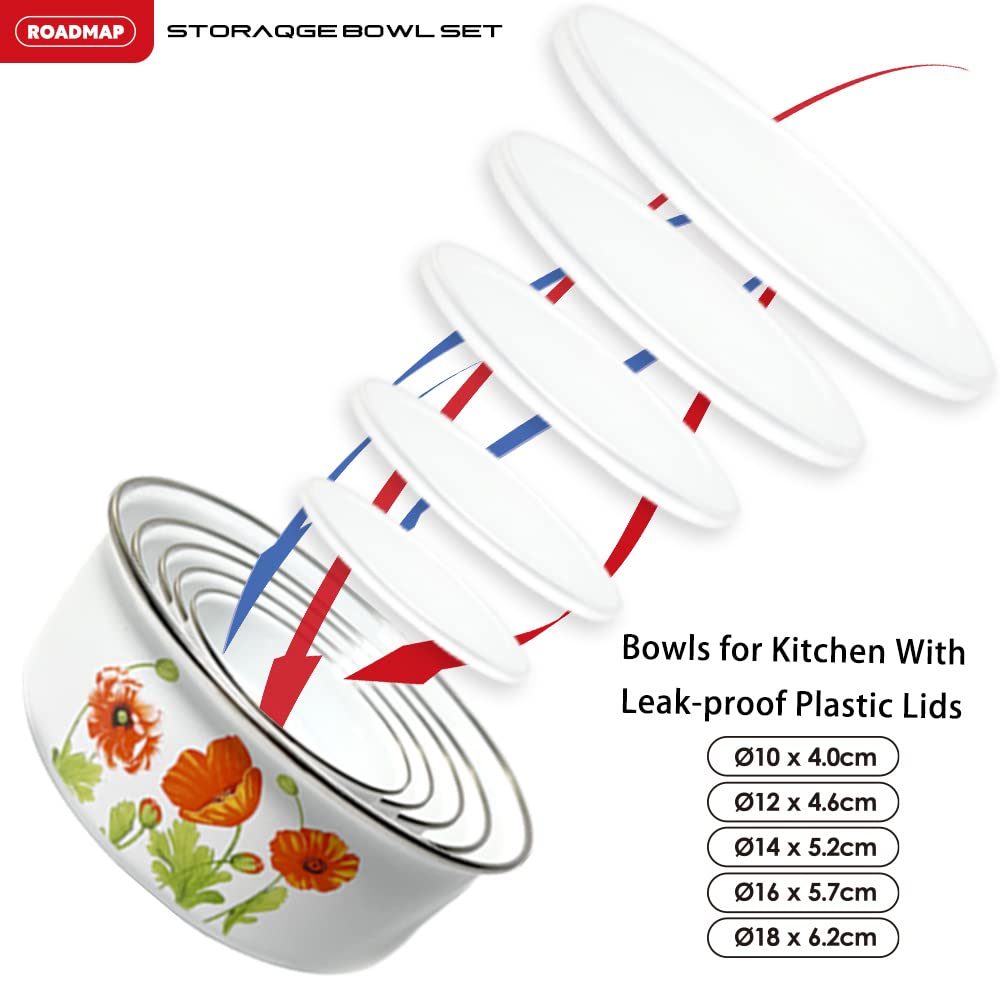 ROADMAP
STORAQGE BOWL SET
Bowls for Kitchen With
Leak-proof Plastic Lids
Ø10 x 4.0cm
Ø12 x 4.6cm
Ø14 x 5.2cm
Ø16 x 5.7cm
Ø18 x 6.2cm